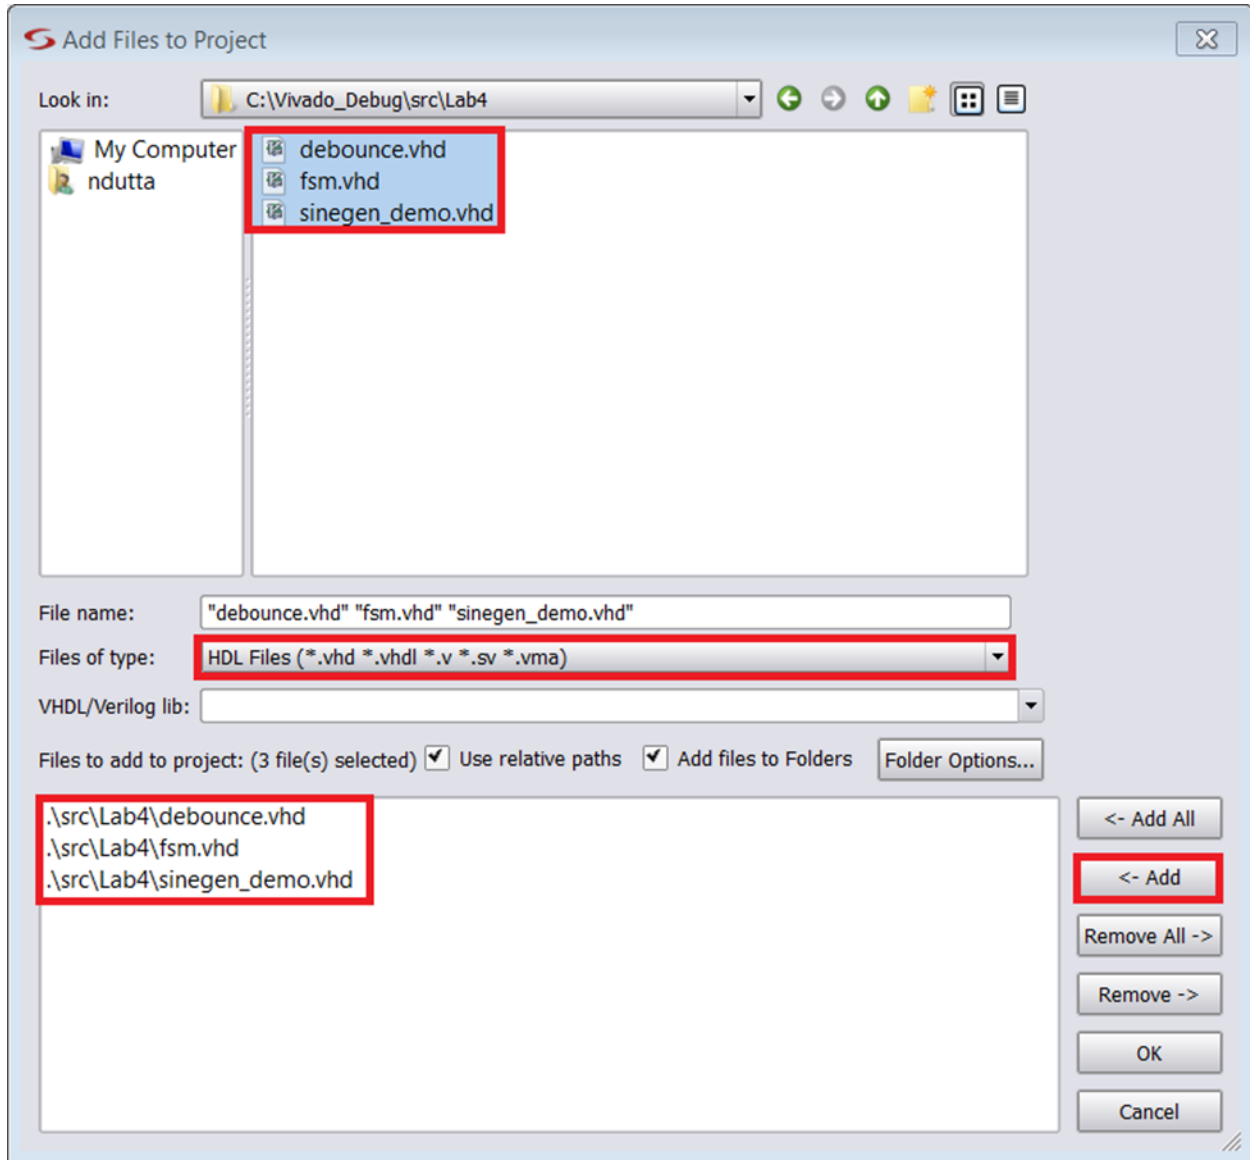 Add Files to Project
Look in: C:\Vivado_Debug\src\Lab4
My Computer
ndutta
debounce.vhd
fsm.vhd
sinegen_demo.vhd
File name: "debounce.vhd" "fsm.vhd" "sinegen_demo.vhd"
Files of type: HDL Files (*.vhd *.vhdl *.v *.sv *.vma)
VHDL/Verilog lib:
Files to add to project: (3 file(s) selected) Use relative paths Add files to Folders Folder Options...
.\src\Lab4\debounce.vhd
.\src\Lab4\fsm.vhd
.\src\Lab4\sinegen_demo.vhd
<- Add All
<- Add
Remove All ->
Remove ->
OK
Cancel